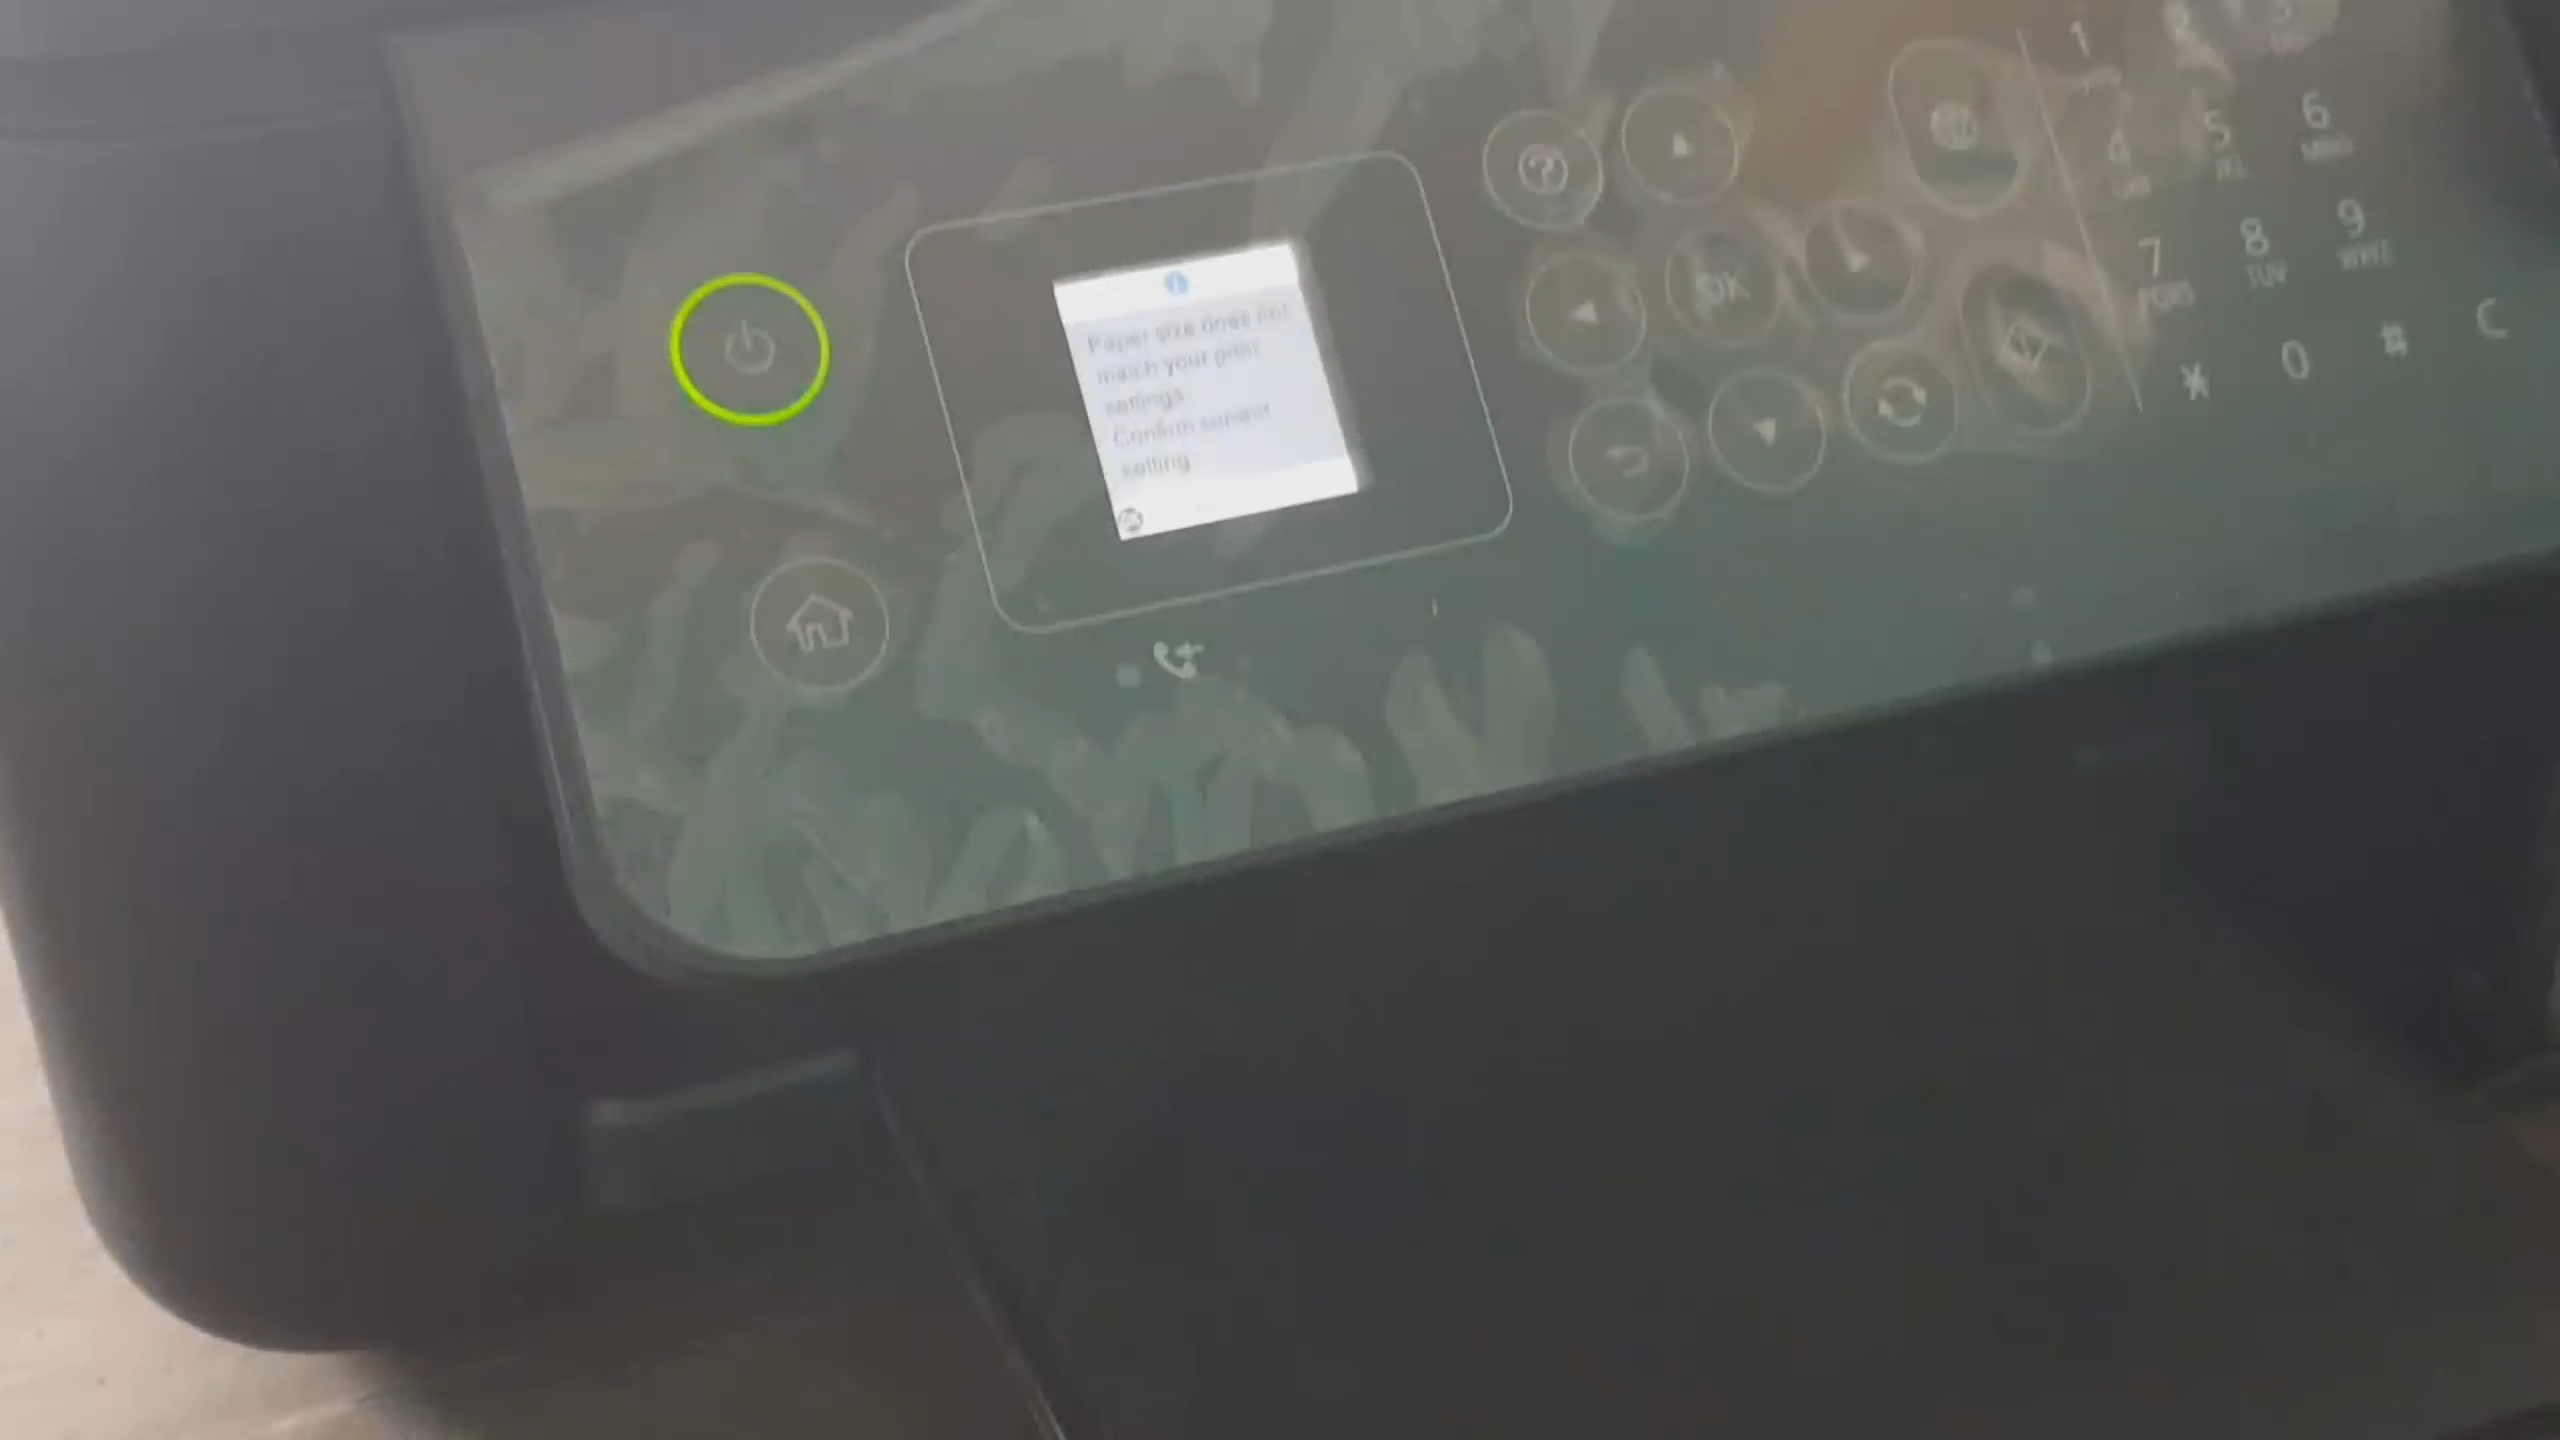 Paper size does not
match your print
settings.
Confirm current
setting
OK
?
OK
1
4
5
JKL
6
MNO
7
PQRS
8
TUV
9
WXYZ
*
0
#
C